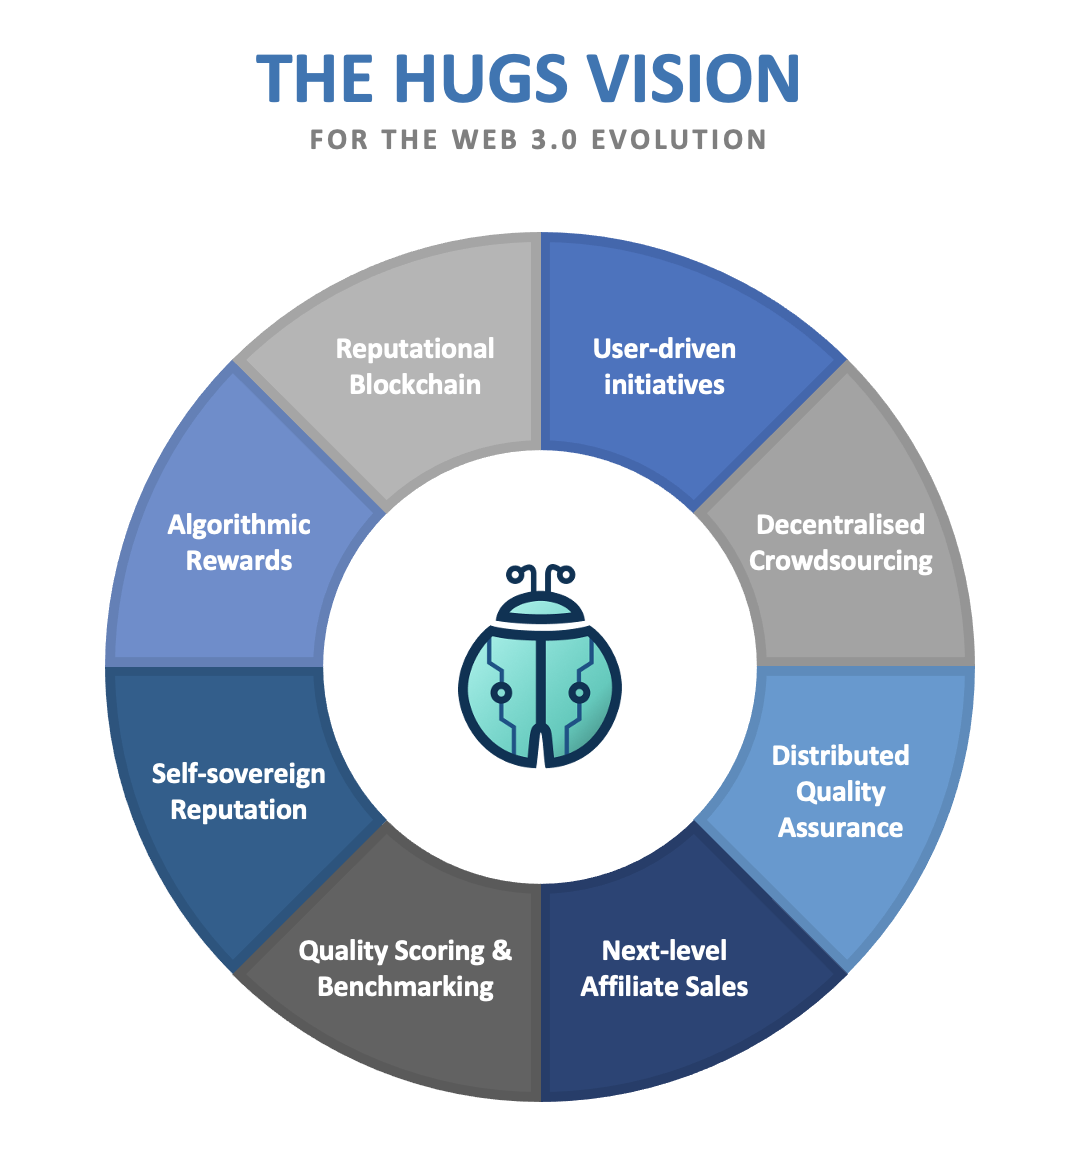 THE HUGS VISION
FOR THE WEB 3.0 EVOLUTION
User-driven
initiatives
Decentralised
Crowdsourcing
Distributed
Quality
Assurance
Next-level
Affiliate Sales
Quality Scoring &
Benchmarking
Self-sovereign
Reputation
Algorithmic
Rewards
Reputational
Blockchain